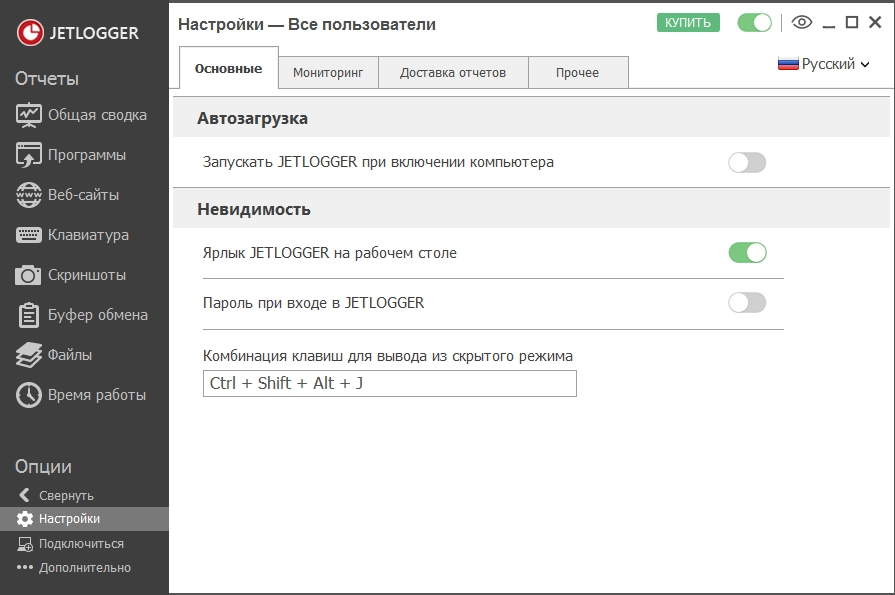 JETLOGGER
Отчеты
Общая сводка
Программы
Веб-сайты
Клавиатура
Скриншоты
Буфер обмена
Файлы
Время работы
Опции
Свернуть
Настройки
Подключиться
Дополнительно
Настройки — Все пользователи
КУПИТЬ
Основные
Мониторинг
Доставка отчетов
Прочее
Русский
Автозагрузка
Запускать JETLOGGER при включении компьютера
Невидимость
Ярлык JETLOGGER на рабочем столе
Пароль при входе в JETLOGGER
Комбинация клавиш для вывода из скрытого режима
Ctrl + Shift + Alt + J